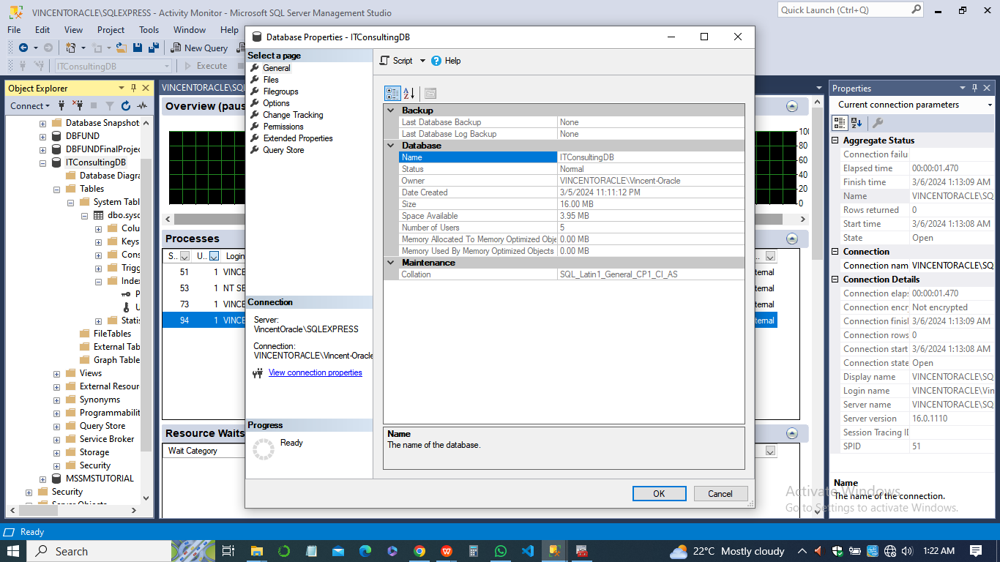 VINCENTORACLE\SQLEXPRESS - Activity Monitor - Microsoft SQL Server Management Studio
Quick Launch (Ctrl+Q)
File Edit View Project Tools Window Help
New Query
ITConsultingDB
Execute
Object Explorer
Connect
Database Snapshot
DBFUND
DBFUNDFinalProjec
ITConsultingDB
Database Diagra
Tables
System Tabl
dbo.sysd
Colu
Keys
Cons
Trigg
Index
P
U
Statis
FileTables
External Tab
Graph Table
Views
External Resour
Synonyms
Programmabilit
Query Store
Service Broker
Storage
Security
MSSMSTUTORIAL
Security
Server Objects
VINCENTORACLE\SQL
Overview (paus
100
80
60
40
20
0
Processes
S.. U.. Login
51 1 VINCE
53 1 NT SE
73 1 VINCE
94 1 VINCE
ternal
ternal
ternal
ternal
Resource Waits
Wait Category
Database Properties - ITConsultingDB
Select a page
General
Files
Filegroups
Options
Change Tracking
Permissions
Extended Properties
Query Store
Connection
Server:
VincentOracle\SQLEXPRESS
Connection:
VINCENTORACLE\Vincent-Oracle
View connection properties
Progress
Ready
Script Help
Backup
Last Database Backup None
Last Database Log Backup None
Database
Name ITConsultingDB
Status Normal
Owner VINCENTORACLE\Vincent-Oracle
Date Created 3/5/2024 11:11:12 PM
Size 16.00 MB
Space Available 3.95 MB
Number of Users 5
Memory Allocated To Memory Optimized Obje 0.00 MB
Memory Used By Memory Optimized Objects 0.00 MB
Maintenance
Collation SQL_Latin1_General_CP1_CI_AS
Name
The name of the database.
OK Cancel
Properties
Current connection parameters
Aggregate Status
Connection failu
Elapsed time 00:00:01.470
Finish time 3/6/2024 1:13:09 AM
Name VINCENTORACLE\SQ
Rows returned 0
Start time 3/6/2024 1:13:08 AM
State Open
Connection
Connection nam VINCENTORACLE\SQ
Connection Details
Connection elaps 00:00:01.470
Connection encr Not encrypted
Connection finish 3/6/2024 1:13:09 AM
Connection rows 0
Connection start 3/6/2024 1:13:08 AM
Connection state Open
Display name VINCENTORACLE\SQ
Login name VINCENTORACLE\Vin
Server name VINCENTORACLE\SQ
Server version 16.0.1110
Session Tracing ID
SPID 51
Name
The name of the connection.
Activate Windows
Go to Settings to activate Windows.
Ready
Search
22°C Mostly cloudy
1:22 AM